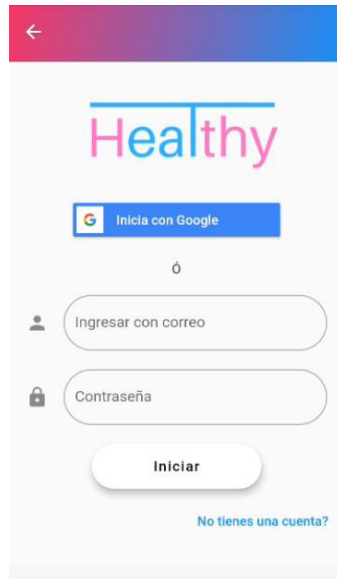 Healthy
Inicia con Google
ó
Ingresar con correo
Contraseña
Iniciar
No tienes una cuenta?